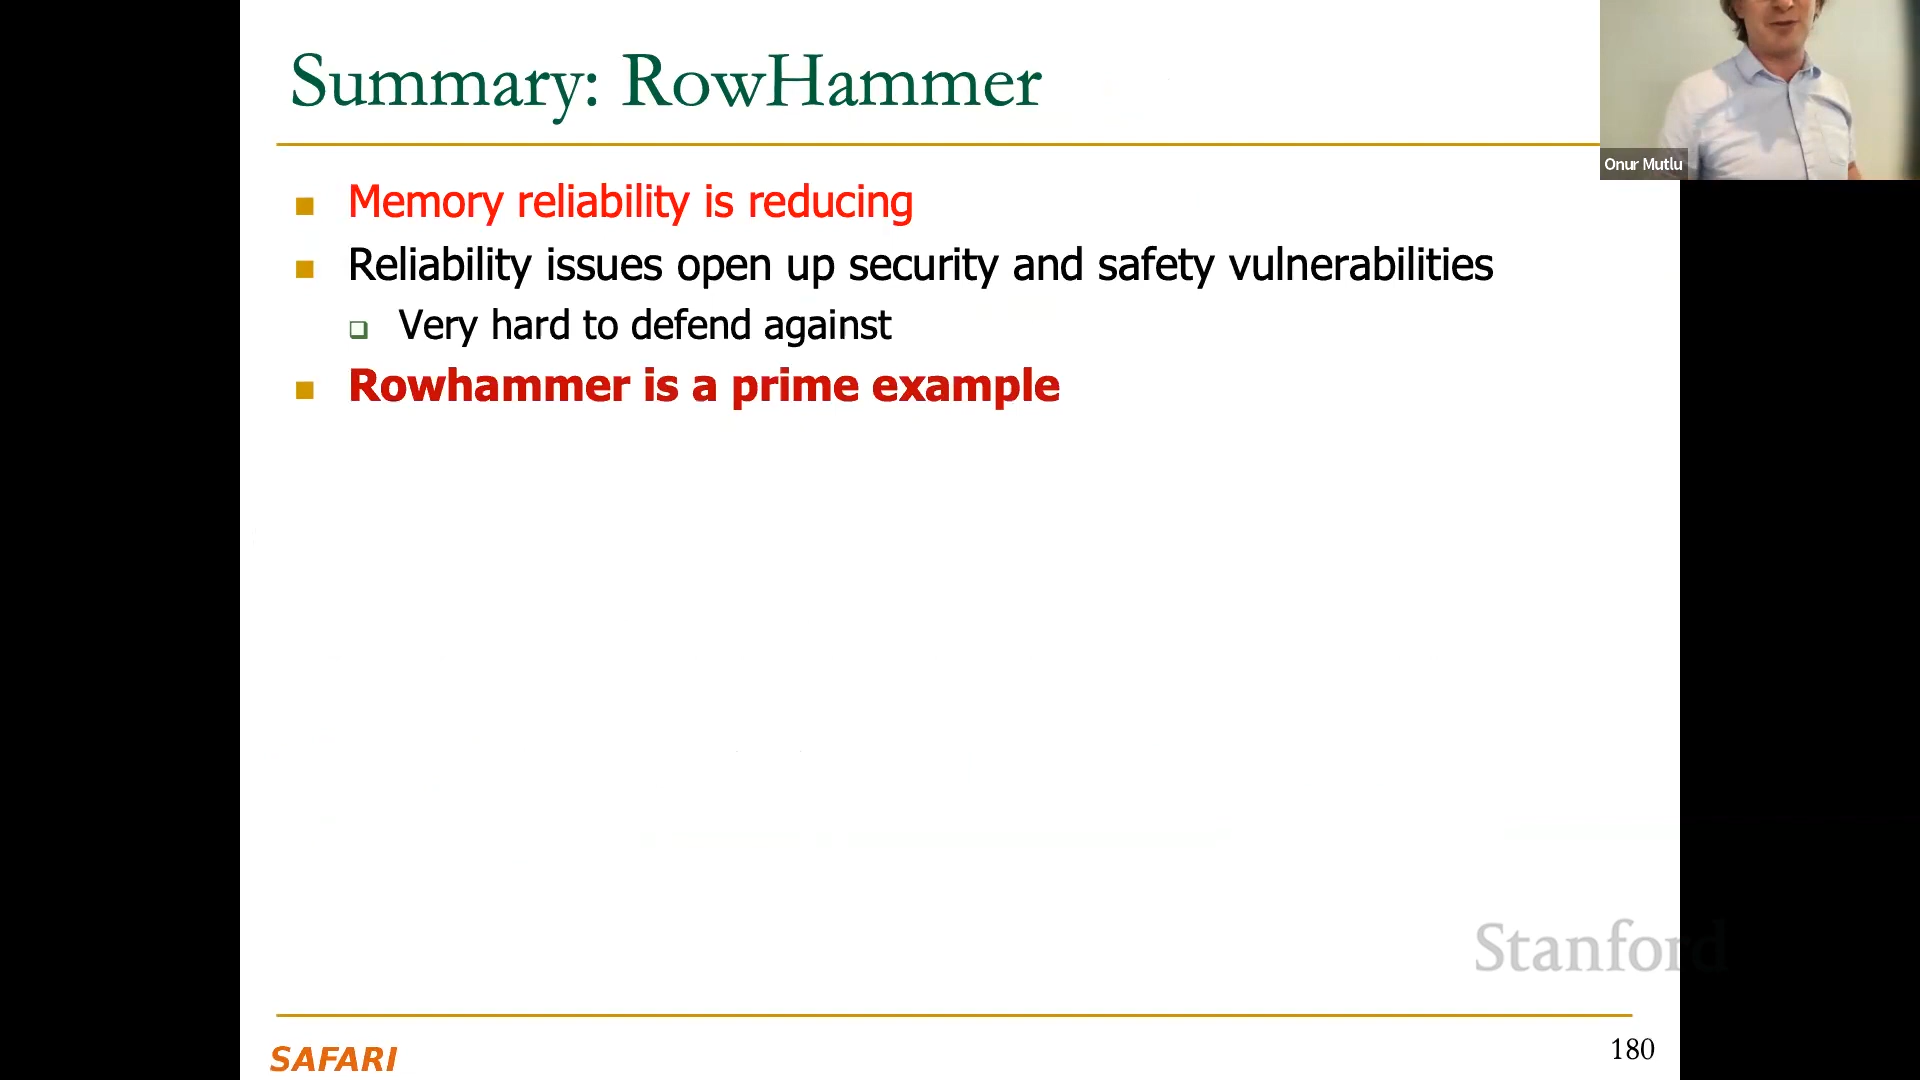 Summary: RowHammer
Onur Mutlu
Memory reliability is reducing
Reliability issues open up security and safety vulnerabilities
Very hard to defend against
Rowhammer is a prime example
Stanford
SAFARI
180